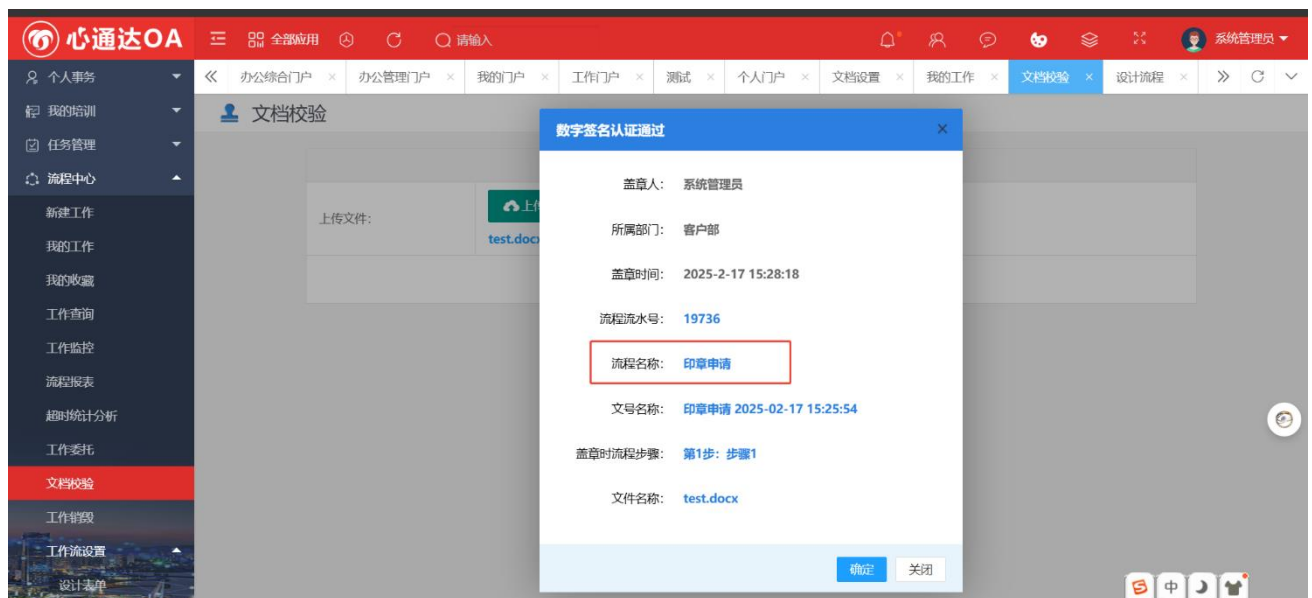 心通达OA 全部应用 请输入 系统管理员
个人事务 办公综合门户 × 办公管理门户 × 我的门户 × 工作门户 × 测试 × 个人门户 × 文档设置 × 我的工作 × 文档校验 × 设计流程 ×
我的培训
任务管理
流程中心
新建工作
我的工作
我的收藏
工作查询
工作监控
流程报表
超时统计分析
工作委托
文档校验
工作销毁
工作流设置
设计表单
文档校验
上传文件:
上传
test.docx
数字签名认证通过 ×
盖章人: 系统管理员
所属部门: 客户部
盖章时间: 2025-2-17 15:28:18
流程流水号: 19736
流程名称: 印章申请
文号名称: 印章申请 2025-02-17 15:25:54
盖章时流程步骤: 第1步: 步骤1
文件名称: test.docx
确定 关闭
中